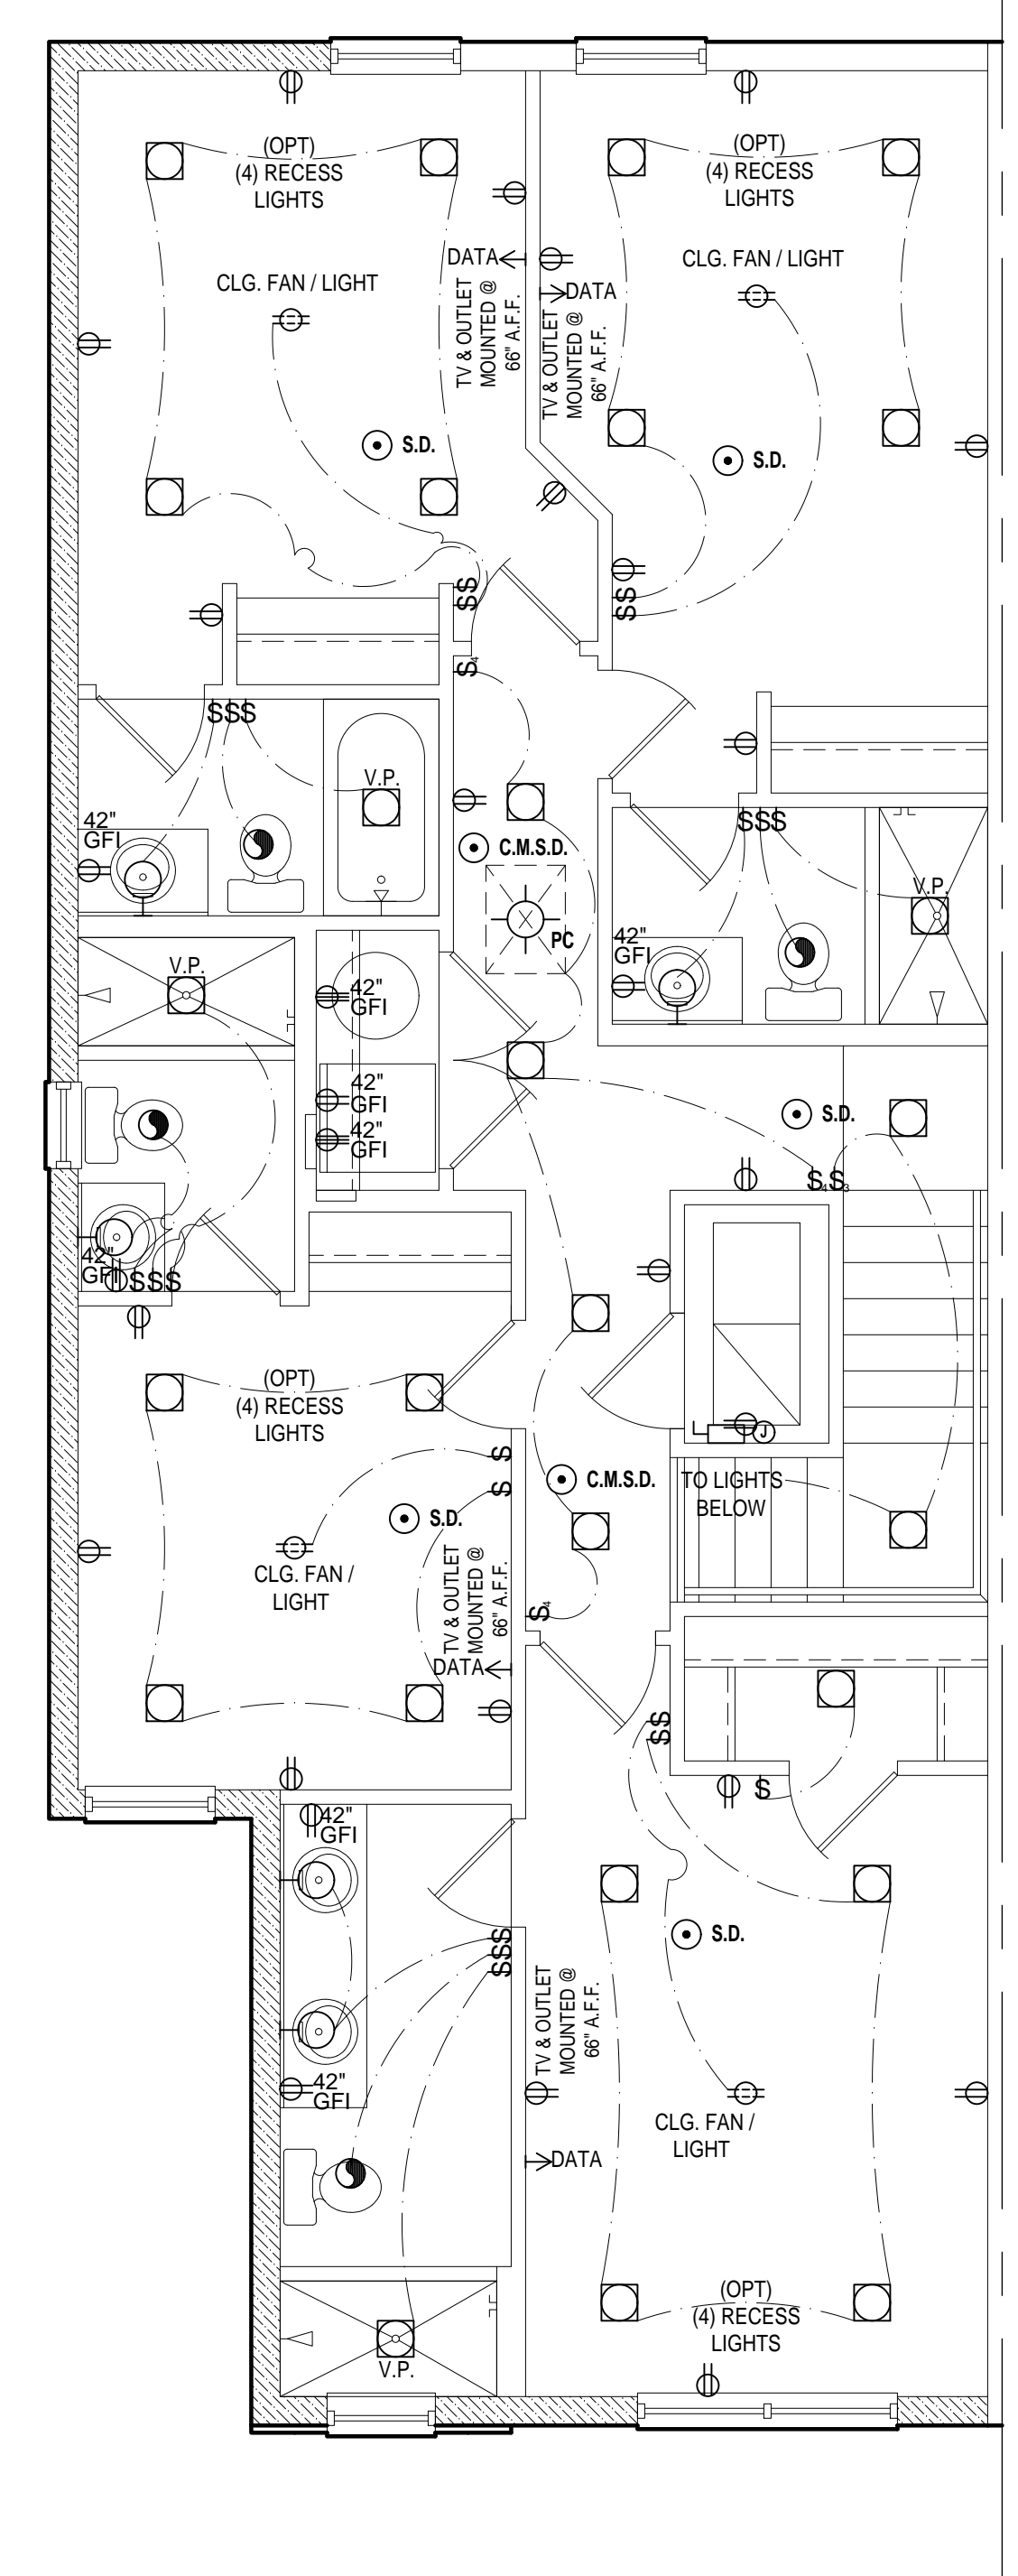 (OPT)
(4) RECESS
LIGHTS
(OPT)
(4) RECESS
LIGHTS
CLG. FAN / LIGHT
DATA
CLG. FAN / LIGHT
DATA
TV & OUTLET
MOUNTED @
66" A.F.F.
TV & OUTLET
MOUNTED @
66" A.F.F.
S.D.
S.D.
SS
SS
S4
SSS
V.P.
42"
GFI
C.M.S.D.
SSS
V.P.
PC
42"
GFI
V.P.
42"
GFI
42"
GFI
42"
GFI
S.D.
S4S3
42"
GFI
SSS
(OPT)
(4) RECESS
LIGHTS
J
S
S
C.M.S.D.
TO LIGHTS
BELOW
S.D.
CLG. FAN /
LIGHT
TV & OUTLET
MOUNTED @
66" A.F.F.
S4
DATA
SS
S
42"
GFI
S.D.
SSS
TV & OUTLET
MOUNTED @
66" A.F.F.
42"
GFI
CLG. FAN /
LIGHT
DATA
(OPT)
(4) RECESS
LIGHTS
V.P.